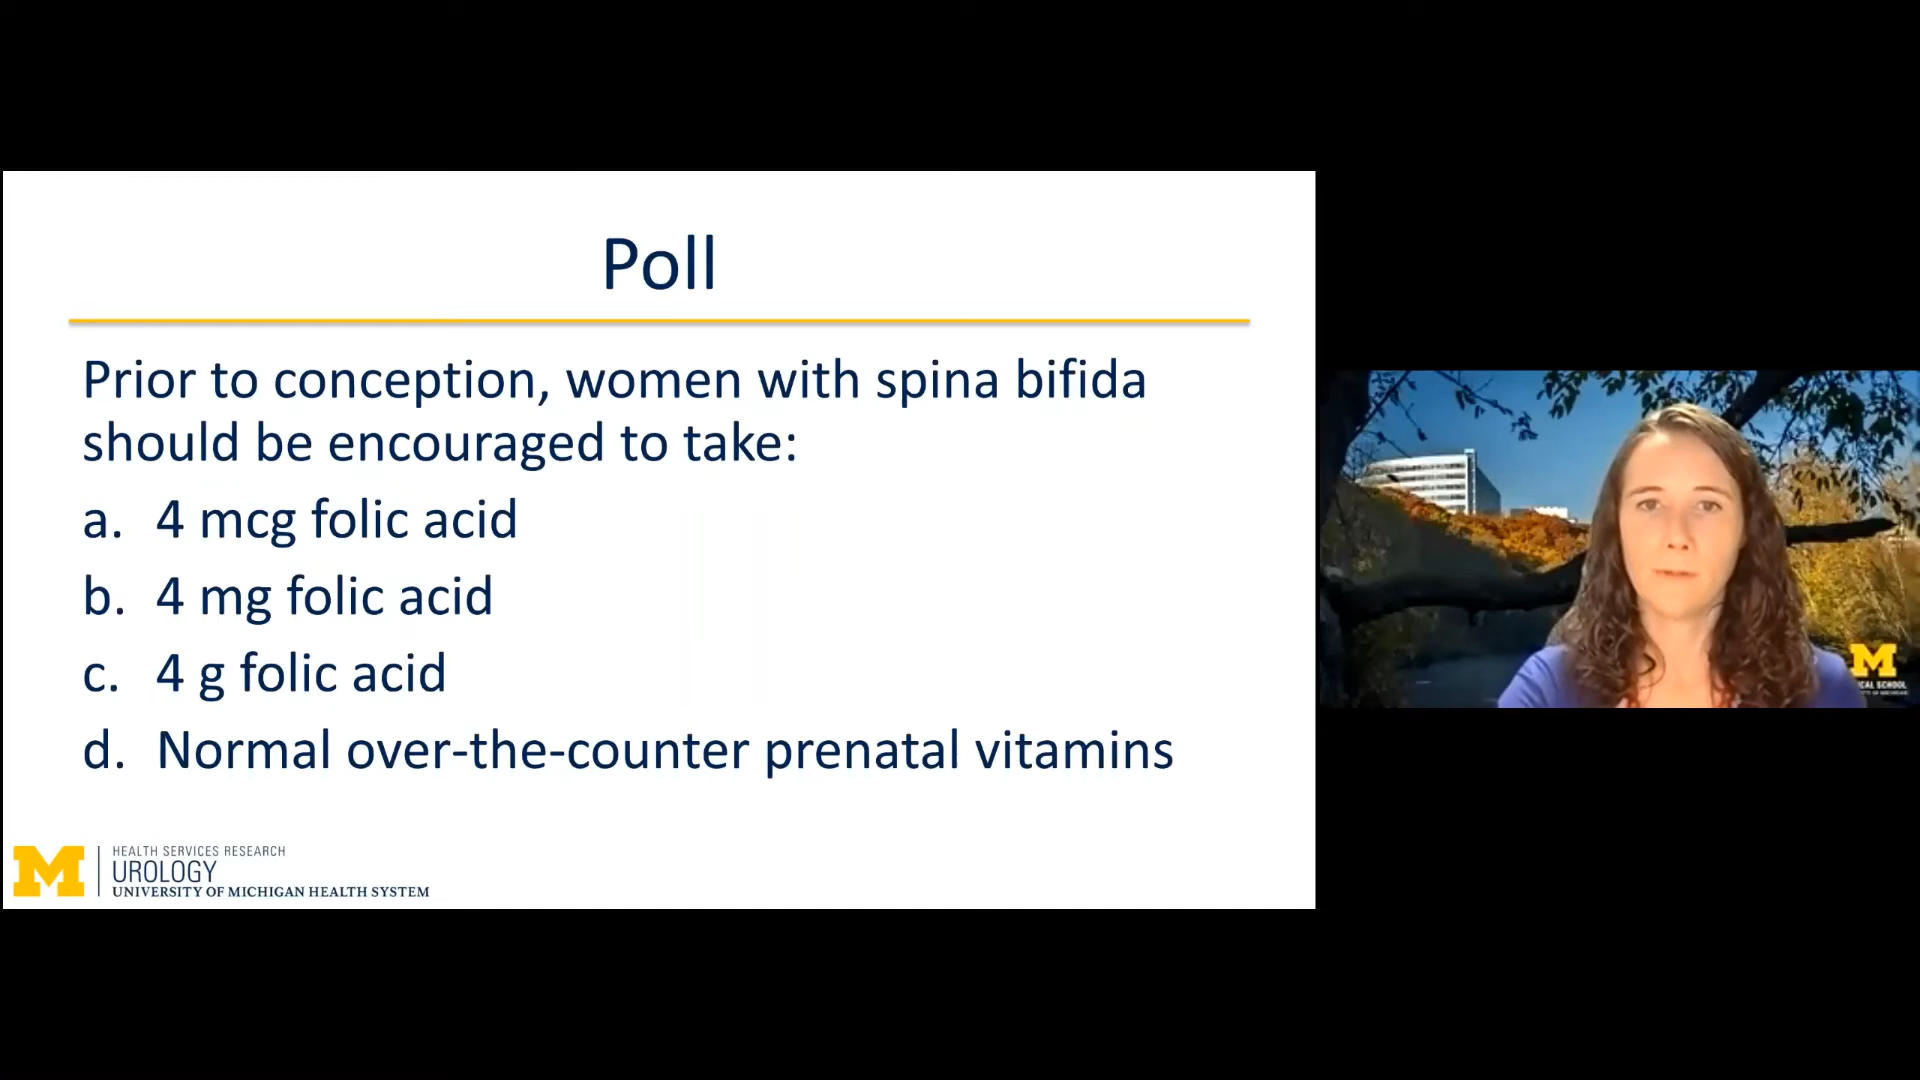 Poll
Prior to conception, women with spina bifida
should be encouraged to take:
a. 4 mcg folic acid
b. 4 mg folic acid
c. 4 g folic acid
d. Normal over-the-counter prenatal vitamins
M
HEALTH SERVICES RESEARCH
UROLOGY
UNIVERSITY OF MICHIGAN HEALTH SYSTEM
M
SCHOOL